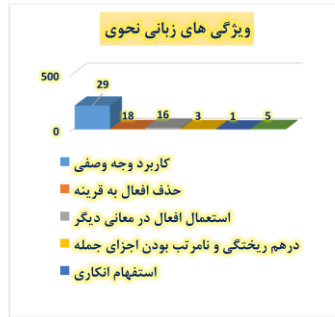 ویژگی های زبانی نحوی
500
29
18
16
3
1
5
0
کاربرد وجه وصفی
حذف افعال به قرینه
استعمال افعال در معانی دیگر
درهم ریختگی و نامرتب بودن اجزای جمله
استفهام انکاری